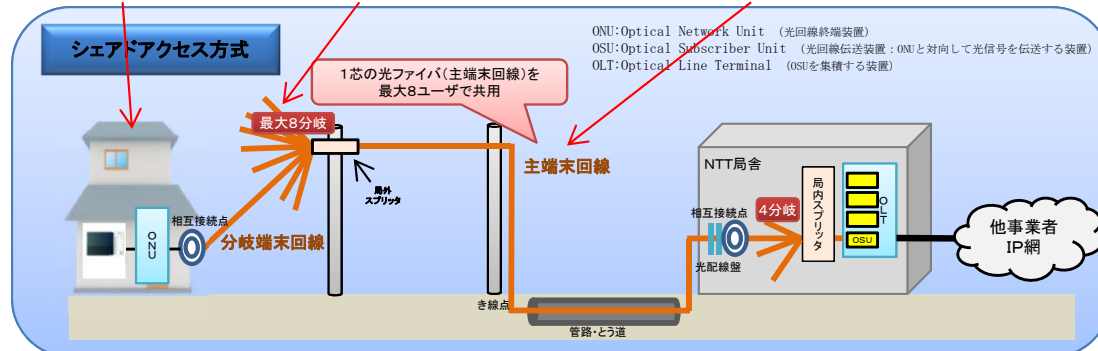 シェアドアクセス方式
ONU:Optical Network Unit (光回線終端装置)
OSU:Optical Subscriber Unit (光回線伝送装置:ONUと対向して光信号を伝送する装置)
OLT:Optical Line Terminal (OSUを集積する装置)
1芯の光ファイバ(主端末回線)を
最大8ユーザで共用
最大8分岐
主端末回線
局外
スプリッタ
NTT局舎
局内スプリッタ
OLT
OSU
4分岐
相互接続点
光配線盤
他事業者
IP網
相互接続点
ONU
分岐端末回線
き線点
管路・とう道